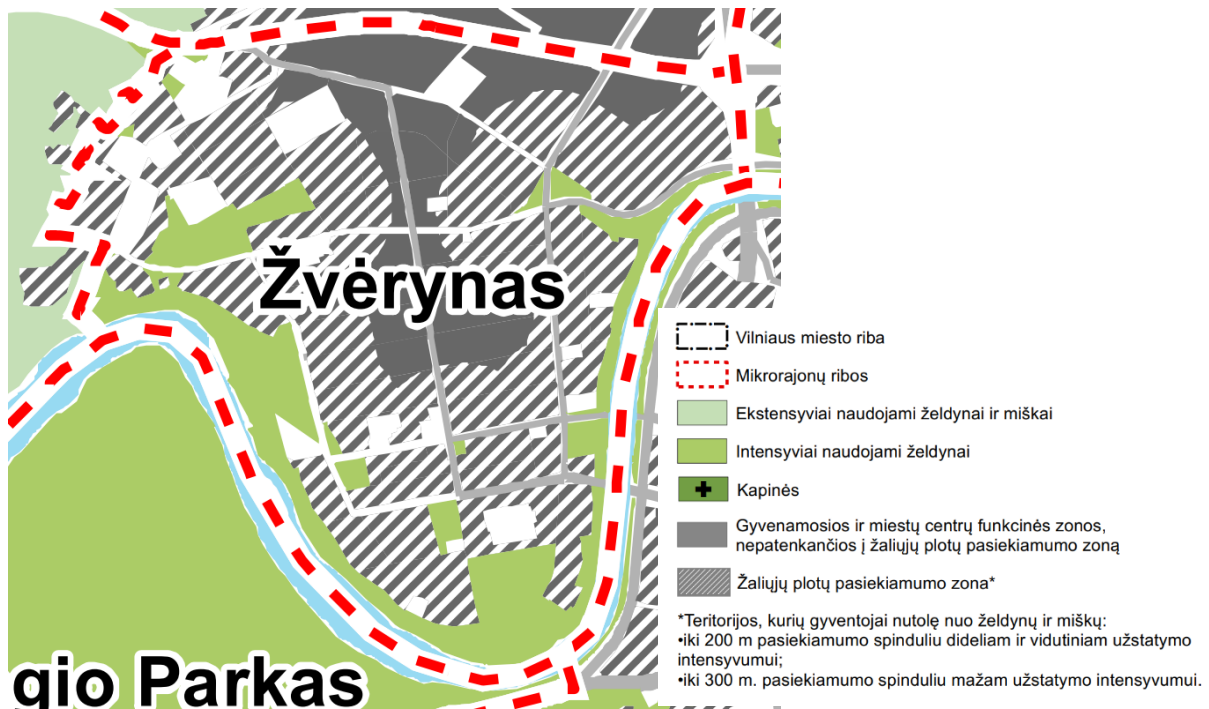 Žvėrynas
gio Parkas
Vilniaus miesto riba
Mikrorajonų ribos
Ekstensyviai naudojami želdynai ir miškai
Intensyviai naudojami želdynai
Kapinės
Gyvenamosios ir miestų centrų funkcinės zonos,
nepatenkančios į žaliųjų plotų pasiekiamumo zoną
Žaliųjų plotų pasiekiamumo zona*
*Teritorijos, kurių gyventojai nutolę nuo želdynų ir miškų:
•iki 200 m pasiekiamumo spinduliu dideliam ir vidutiniam užstatymo
intensyvumui;
•iki 300 m. pasiekiamumo spinduliu mažam užstatymo intensyvumui.